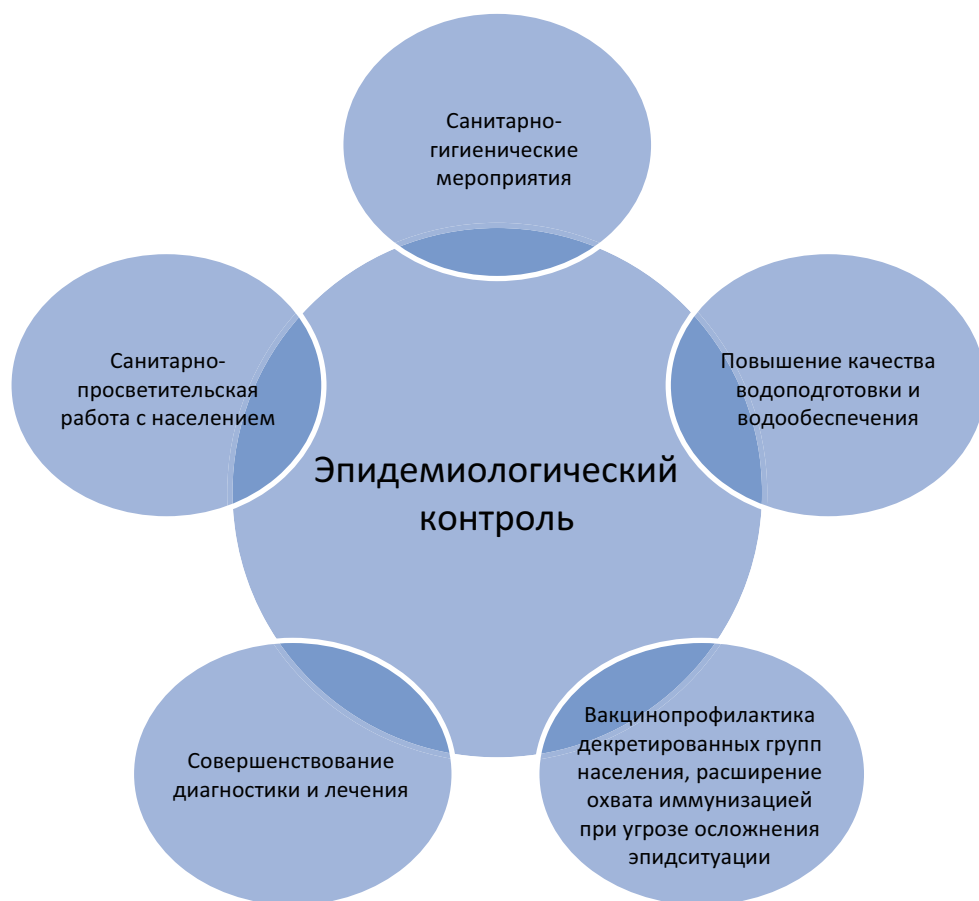 Санитарно-
гигиенические
мероприятия
Санитарно-
просветительская
работа с населением
Повышение качества
водоподготовки и
водообеспечения
Эпидемиологический
контроль
Совершенствование
диагностики и лечения
Вакцинопрофилактика
декретированных групп
населения, расширение
охвата иммунизацией
при угрозе осложнения
эпидситуации